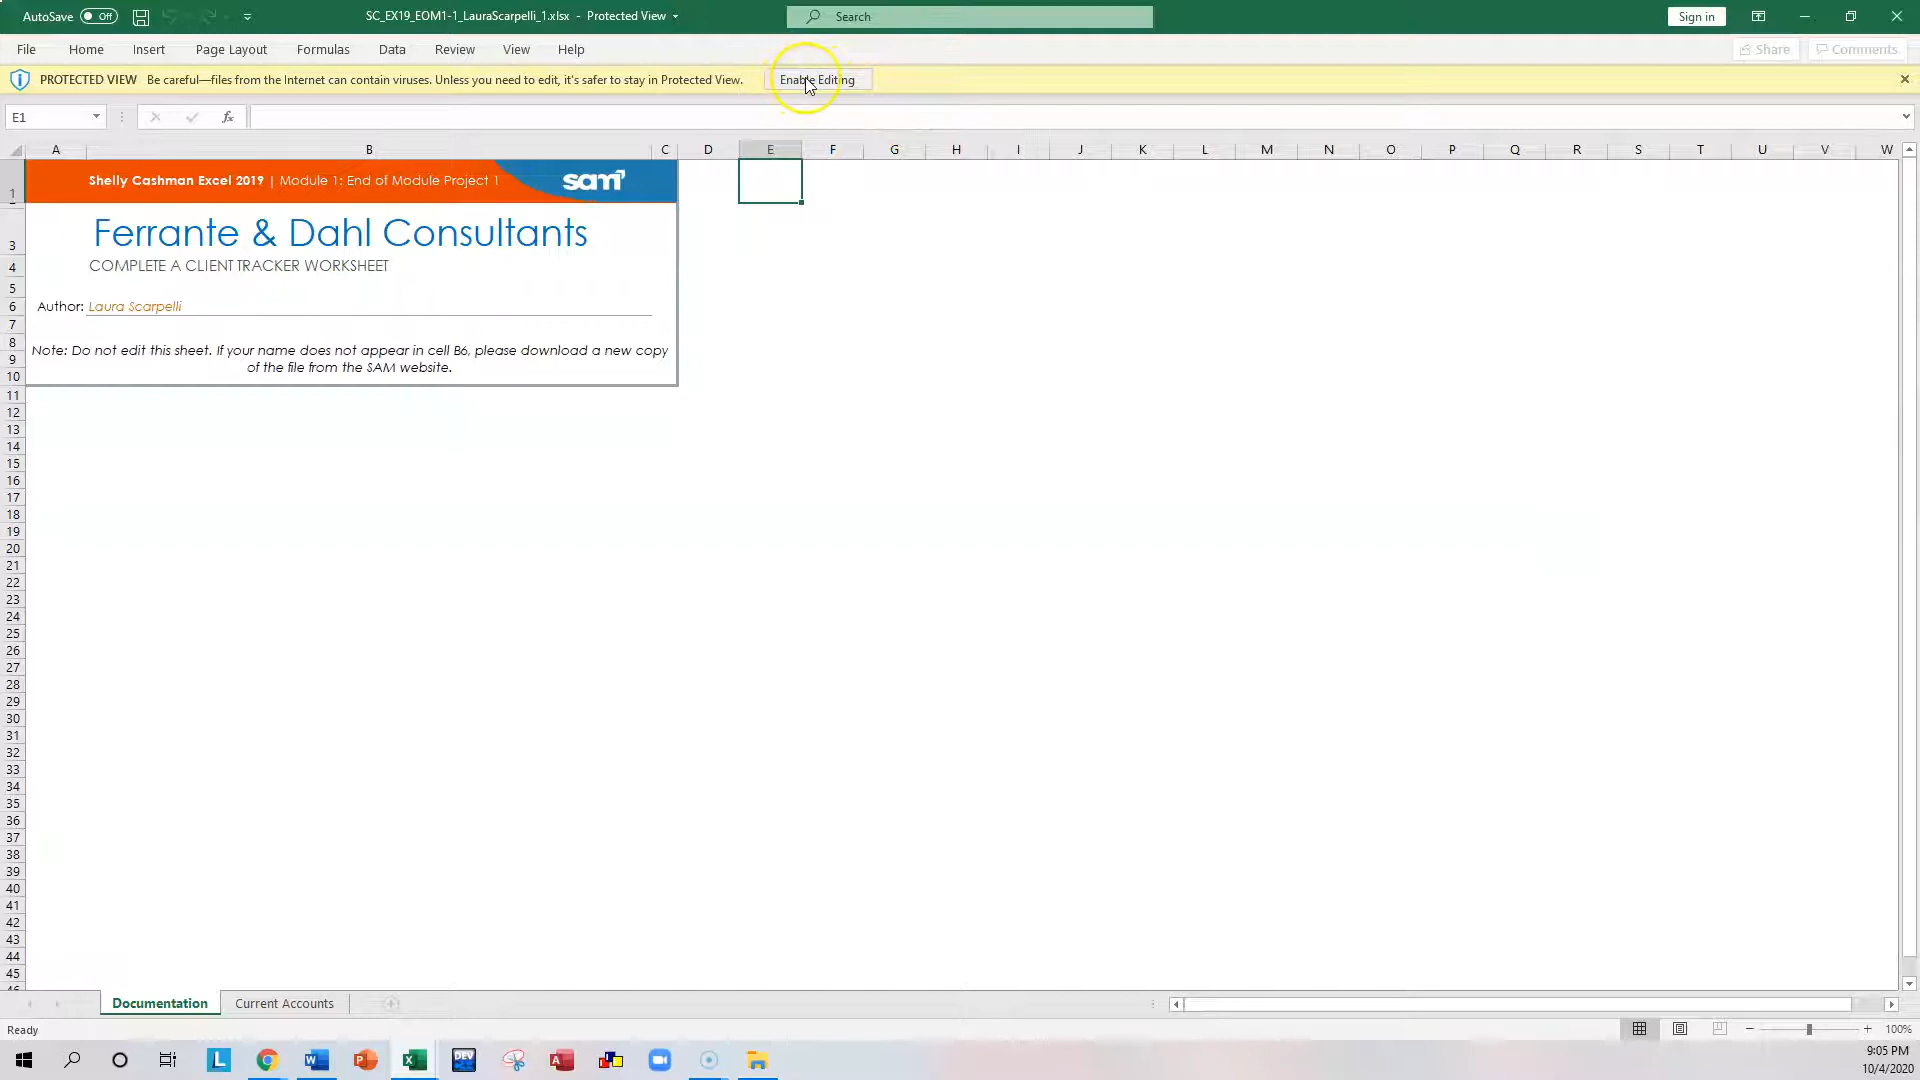 AutoSave Off SC_EX19_EOM1-1_LauraScarpelli_1.xlsx - Protected View Search Sign in
File Home Insert Page Layout Formulas Data Review View Help Share Comments
PROTECTED VIEW Be careful—files from the Internet can contain viruses. Unless you need to edit, it's safer to stay in Protected View. Enable Editing
E1 fx
A B C D E F G H I J K L M N O P Q R S T U V W
1 Shelly Cashman Excel 2019 | Module 1: End of Module Project 1 sam
3 Ferrante & Dahl Consultants
4 COMPLETE A CLIENT TRACKER WORKSHEET
5
6 Author: Laura Scarpelli
7
8
Note: Do not edit this sheet. If your name does not appear in cell B6, please download a new copy
9
of the file from the SAM website.
10
11
12
13
14
15
16
17
18
19
20
21
22
23
24
25
26
27
28
29
30
31
32
33
34
35
36
37
38
39
40
41
42
43
44
45
Documentation Current Accounts
Ready 100%
L DEV 9:05 PM
10/4/2020